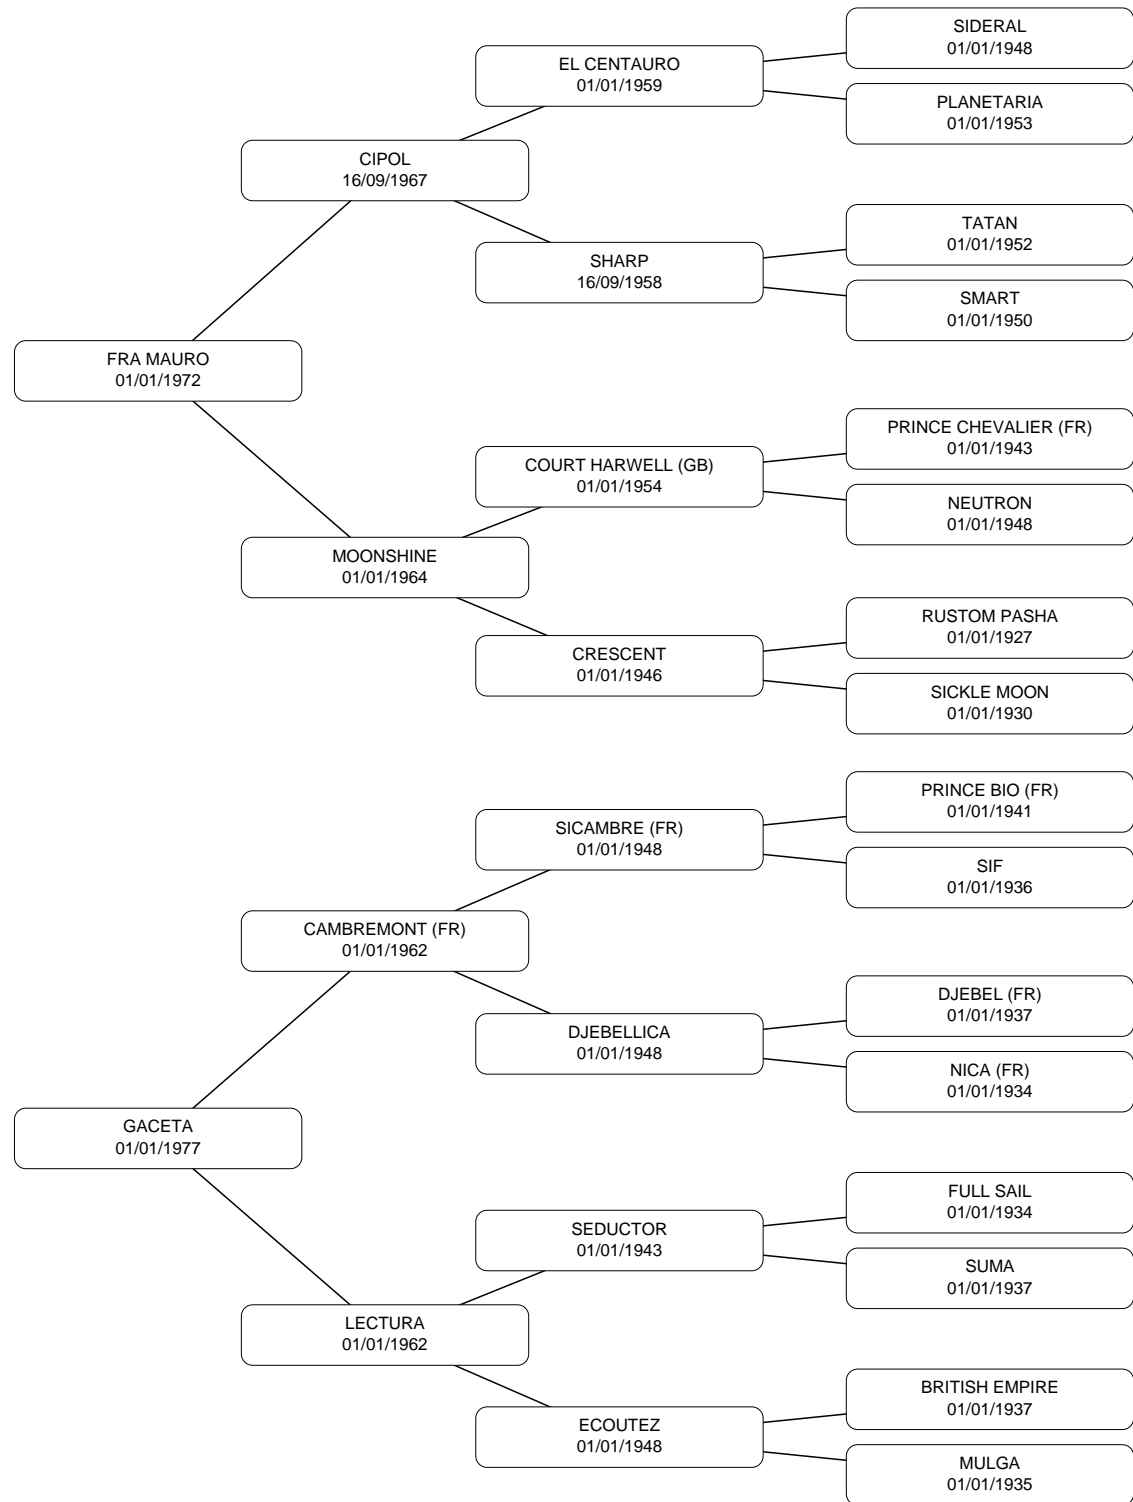 SIDERAL
01/01/1948
EL CENTAURO
01/01/1959
PLANETARIA
01/01/1953
CIPOL
16/09/1967
TATAN
01/01/1952
SHARP
16/09/1958
SMART
01/01/1950
FRA MAURO
01/01/1972
PRINCE CHEVALIER (FR)
01/01/1943
COURT HARWELL (GB)
01/01/1954
NEUTRON
01/01/1948
MOONSHINE
01/01/1964
RUSTOM PASHA
01/01/1927
CRESCENT
01/01/1946
SICKLE MOON
01/01/1930
PRINCE BIO (FR)
01/01/1941
SICAMBRE (FR)
01/01/1948
SIF
01/01/1936
CAMBREMONT (FR)
01/01/1962
DJEBEL (FR)
01/01/1937
DJEBELLICA
01/01/1948
NICA (FR)
01/01/1934
GACETA
01/01/1977
FULL SAIL
01/01/1934
SEDUCTOR
01/01/1943
SUMA
01/01/1937
LECTURA
01/01/1962
BRITISH EMPIRE
01/01/1937
ECOUTEZ
01/01/1948
MULGA
01/01/1935